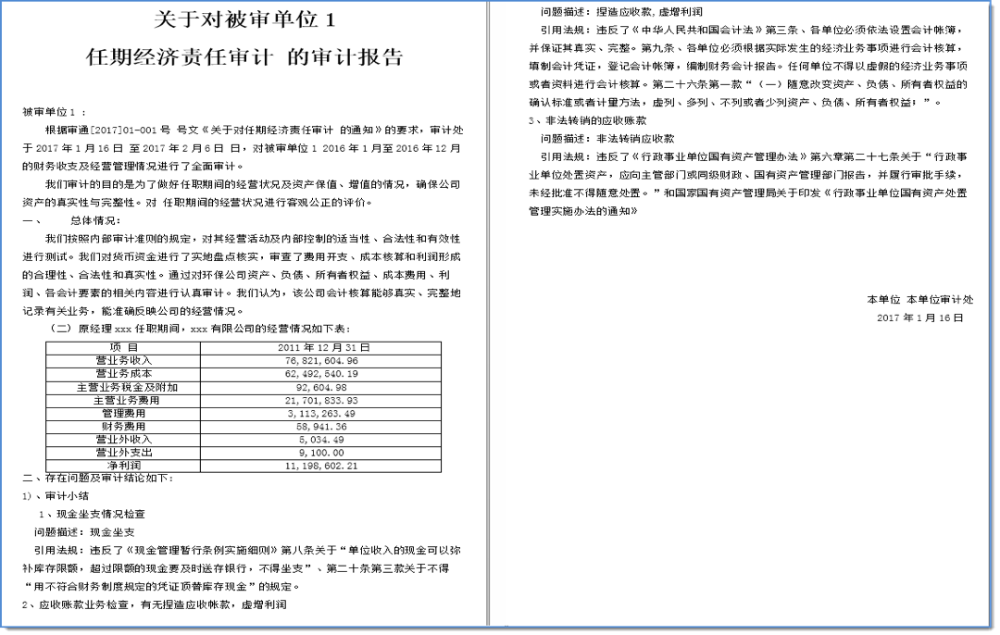 关于对被审单位 1
任期经济责任审计 的审计报告
被审单位 1 ：
根据审通[2017]01-001 号 号文《关于对任期经济责任审计 的通知》的要求，审计处
于 2017 年 1 月 16 日 至 2017 年 2 月 6 日 日，对被审单位 1 2016 年 1 月至 2016 年 12 月
的财务收支及经营管理情况进行了全面审计。
我们审计的目的是为了做好任职期间的经营状况及资产保值、增值的情况，确保公司
资产的真实性与完整性。对 任职期间的经营状况进行客观公正的评价。
一、 总体情况：
我们按照内部审计准则的规定，对其经营活动及内部控制的适当性、合法性和有效性
进行测试。我们对货币资金进行了实地盘点核实，审查了费用开支、成本核算和利润形成
的合理性、合法性和真实性。通过对环保公司资产、负债、所有者权益、成本费用、利
润、各会计要素的相关内容进行认真审计。我们认为，该公司会计核算能够真实、完整地
记录有关业务，能准确反映公司的经营情况。
（二）原经理 xxx 任职期间，xxx 有限公司的经营情况如下表：
项 目 2011 年 12 月 31 日
营业务收入 76,821,604.96
营业务成本 62,492,540.19
主营业务税金及附加 92,604.98
主营业务费用 21,701,833.93
管理费用 3,113,263.49
财务费用 58,941.36
营业外收入 5,034.49
营业外支出 9,100.00
净利润 11,198,602.21
二、存在问题及审计结论如下：
1）、审计小结
1、现金坐支情况检查
问题描述：现金坐支
引用法规：违反了《现金管理暂行条例实施细则》第八条关于“单位收入的现金可以弥
补库存限额，超过限额的现金要及时送存银行，不得坐支”、第二十条第三款关于不得
“用不符合财务制度规定的凭证顶替库存现金”的规定。
2、应收账款业务检查，有无捏造应收帐款，虚增利润
问题描述：捏造应收款,虚增利润
引用法规：违反了《中华人民共和国会计法》第三条、各单位必须依法设置会计帐簿，
并保证其真实、完整。第九条、各单位必须根据实际发生的经济业务事项进行会计核算，
填制会计凭证，登记会计帐簿，编制财务会计报告。任何单位不得以虚假的经济业务事项
或者资料进行会计核算。第二十六条第一款“（一）随意改变资产、负债、所有者权益的
确认标准或者计量方法，虚列、多列、不列或者少列资产、负债、所有者权益；”。
3、非法转销的应收账款
问题描述：非法转销应收款
引用法规：违反了《行政事业单位国有资产管理办法》第六章第二十七条关于“行政事
业单位处置资产，应向主管部门或同级财政、国有资产管理部门报告，并履行审批手续，
未经批准不得随意处置。”和国家国有资产管理局关于印发《行政事业单位国有资产处置
管理实施办法的通知》
本单位 本单位审计处
2017 年 1 月 16 日